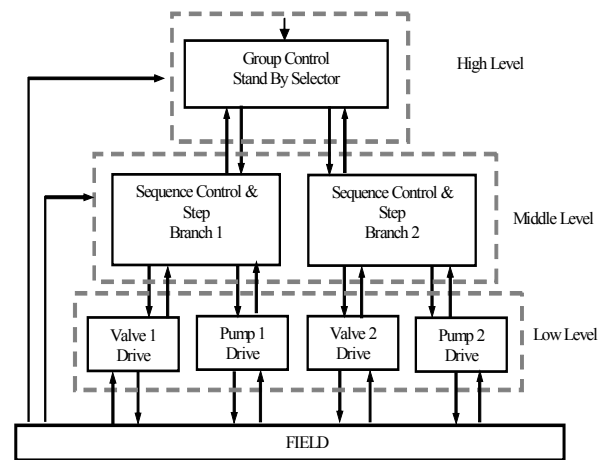 Group Control
Stand By Selector
High Level
Sequence Control &
Step
Branch 1
Sequence Control &
Step
Branch 2
Middle Level
Valve 1
Drive
Pump 1
Drive
Valve 2
Drive
Pump 2
Drive
Low Level
FIELD